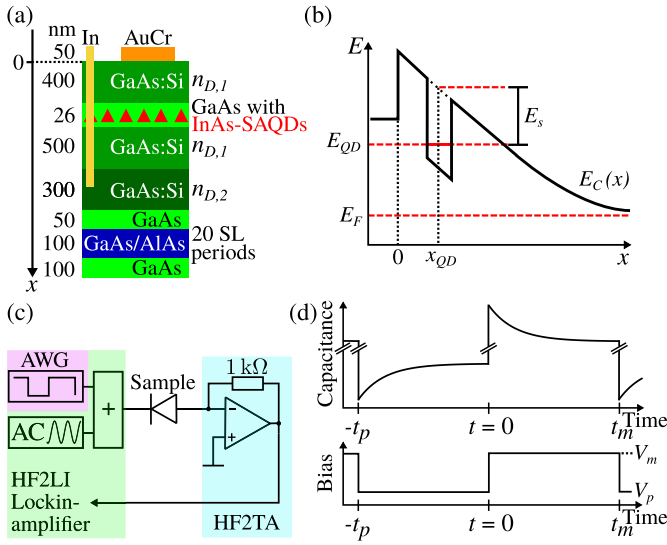 (a)
nm In AuCr
50
0
400 GaAs:Si n_{D,1}
26 GaAs with
InAs-SAQDs
500 GaAs:Si n_{D,1}
300 GaAs:Si n_{D,2}
50 GaAs
100 GaAs/AlAs 20 SL
periods
100 GaAs
x
(b)
E
E_s
E_{QD}
E_C(x)
E_F
0 x_{QD} x
(c)
AWG
1 kΩ
Sample
+
−
+
AC
HF2LI
Lockin-
amplifier
HF2TA
(d)
Capacitance
-t_p t = 0 t_m Time
Bias
V_m
V_p
-t_p t = 0 t_m Time